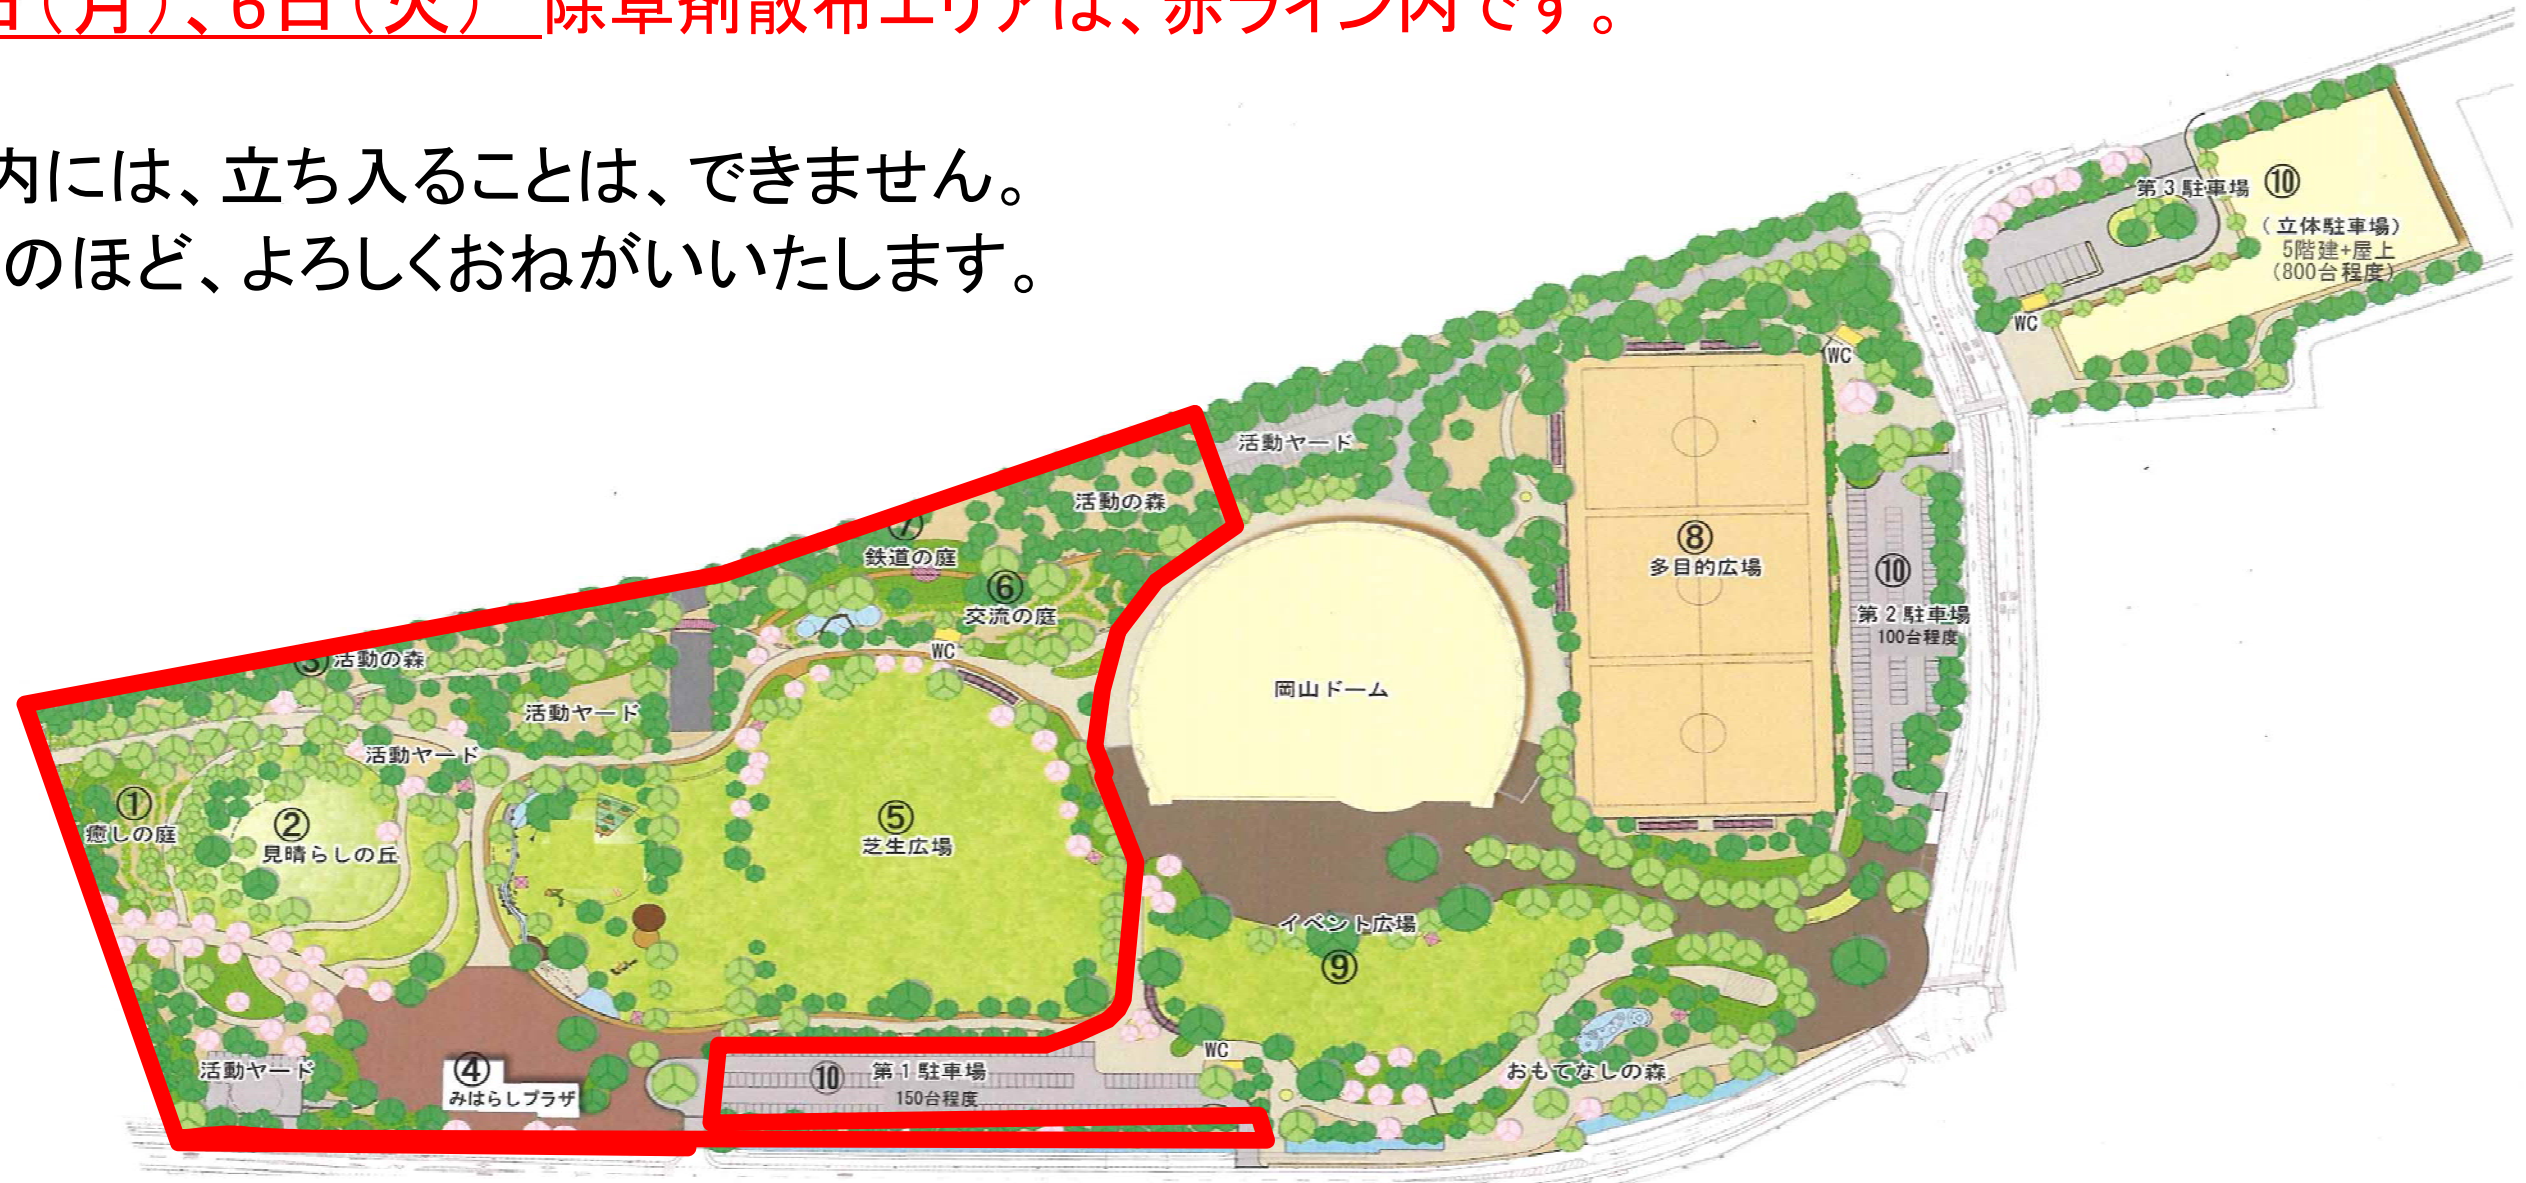 日（月）、6日（火）　除草剤散布エリアは、赤ライン内です。
内には、立ち入ることは、できません。
のほど、よろしくおねがいいたします。
第3駐車場 ⑩
（立体駐車場）
5階建+屋上
(800台程度)
WC
WC
活動ヤード
活動の森
⑦
鉄道の庭
⑥
交流の庭
WC
⑧
多目的広場
⑩
第2駐車場
100台程度
岡山ドーム
③活動の森
活動ヤード
活動ヤード
①
癒しの庭
②
見晴らしの丘
⑤
芝生広場
イベント広場
⑨
WC
おもてなしの森
活動ヤード
④
みはらしプラザ
⑩ 第1駐車場
150台程度